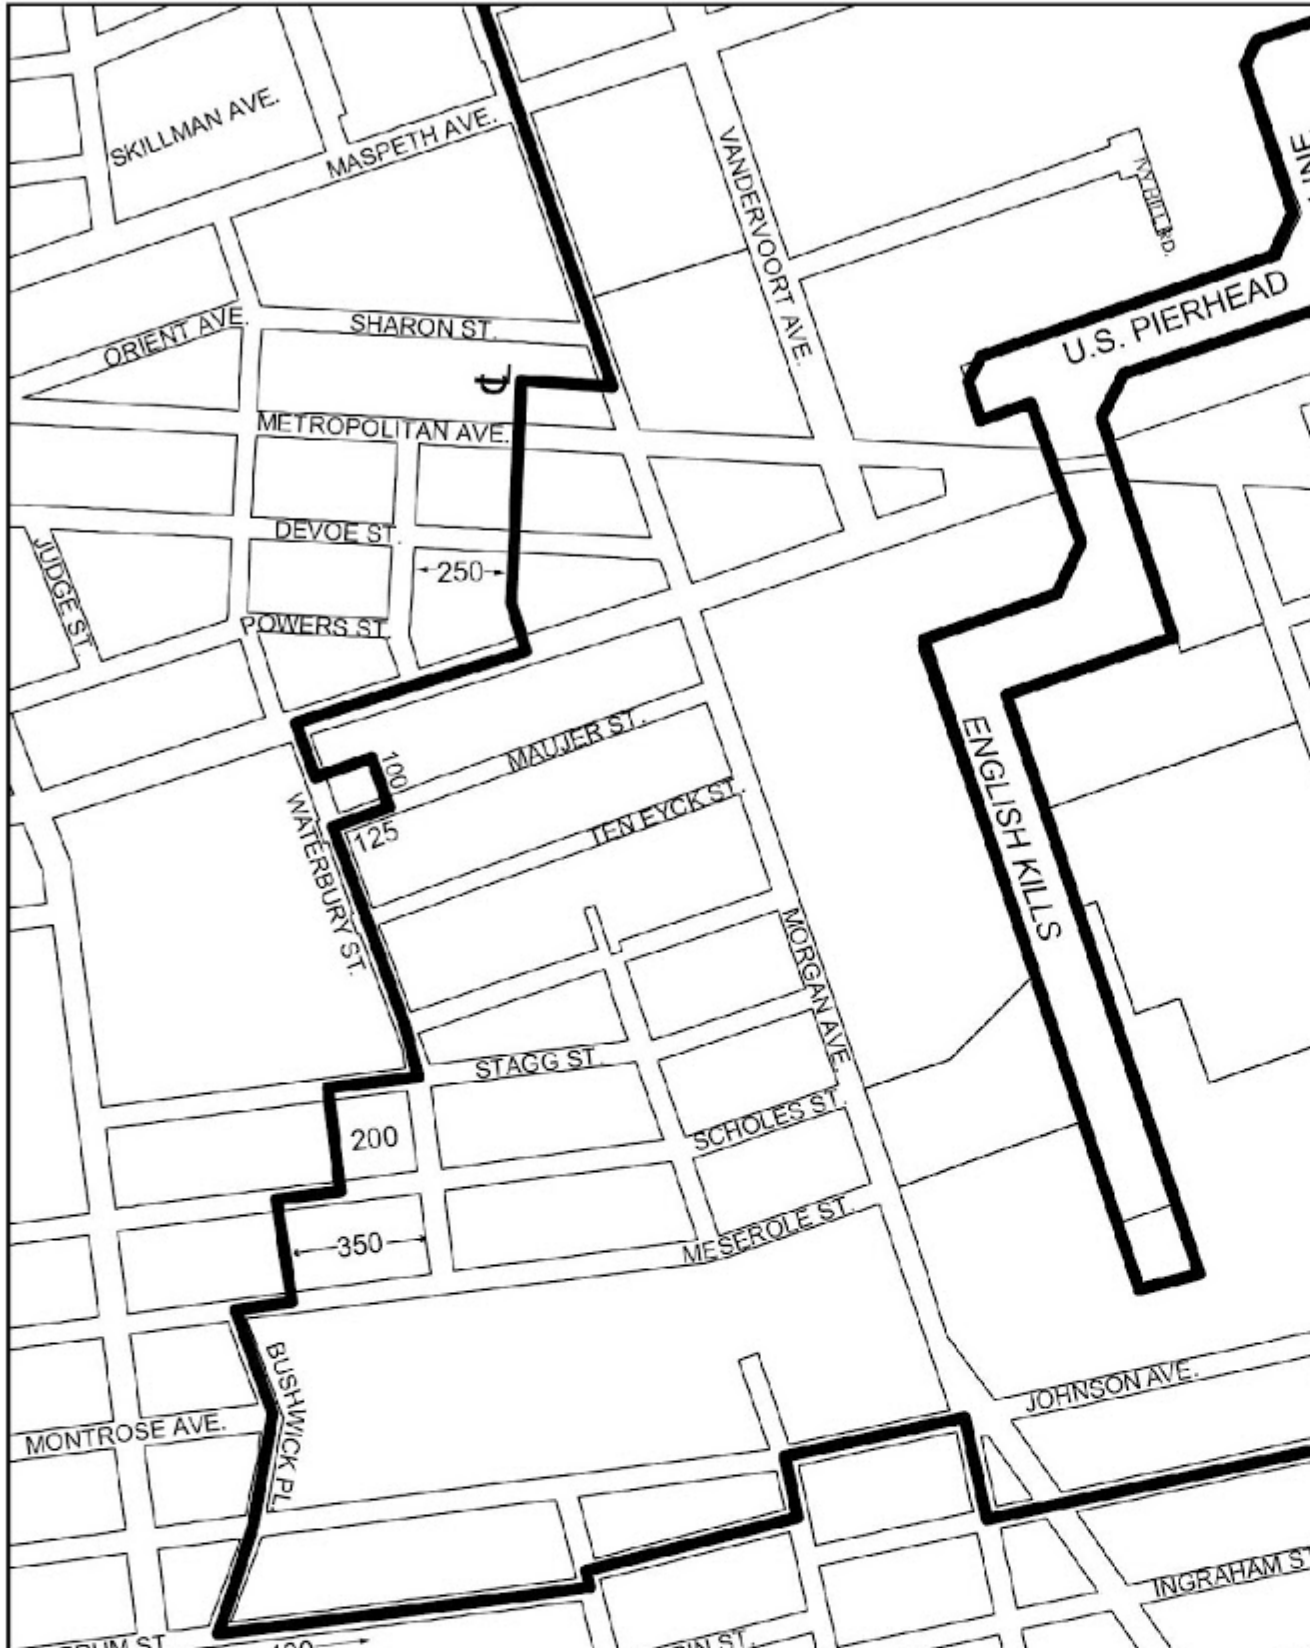 SKILLMAN AVE.
MASPETH AVE.
VANDERVOORT AVE.
ORIENT AVE.
SHARON ST.
U.S. PIERHEAD
METROPOLITAN AVE.
DEVOE ST.
JUDGE ST.
250
POWERS ST.
MAUJER ST.
100
125
TEN EYCK ST.
WATERBURY ST.
ENGLISH KILLS
MORGAN AVE.
STAGG ST.
200
SCHOLES ST.
350
MESEROLE ST.
BUSHWICK PL.
JOHNSON AVE.
MONTROSE AVE.
INGRAHAM ST